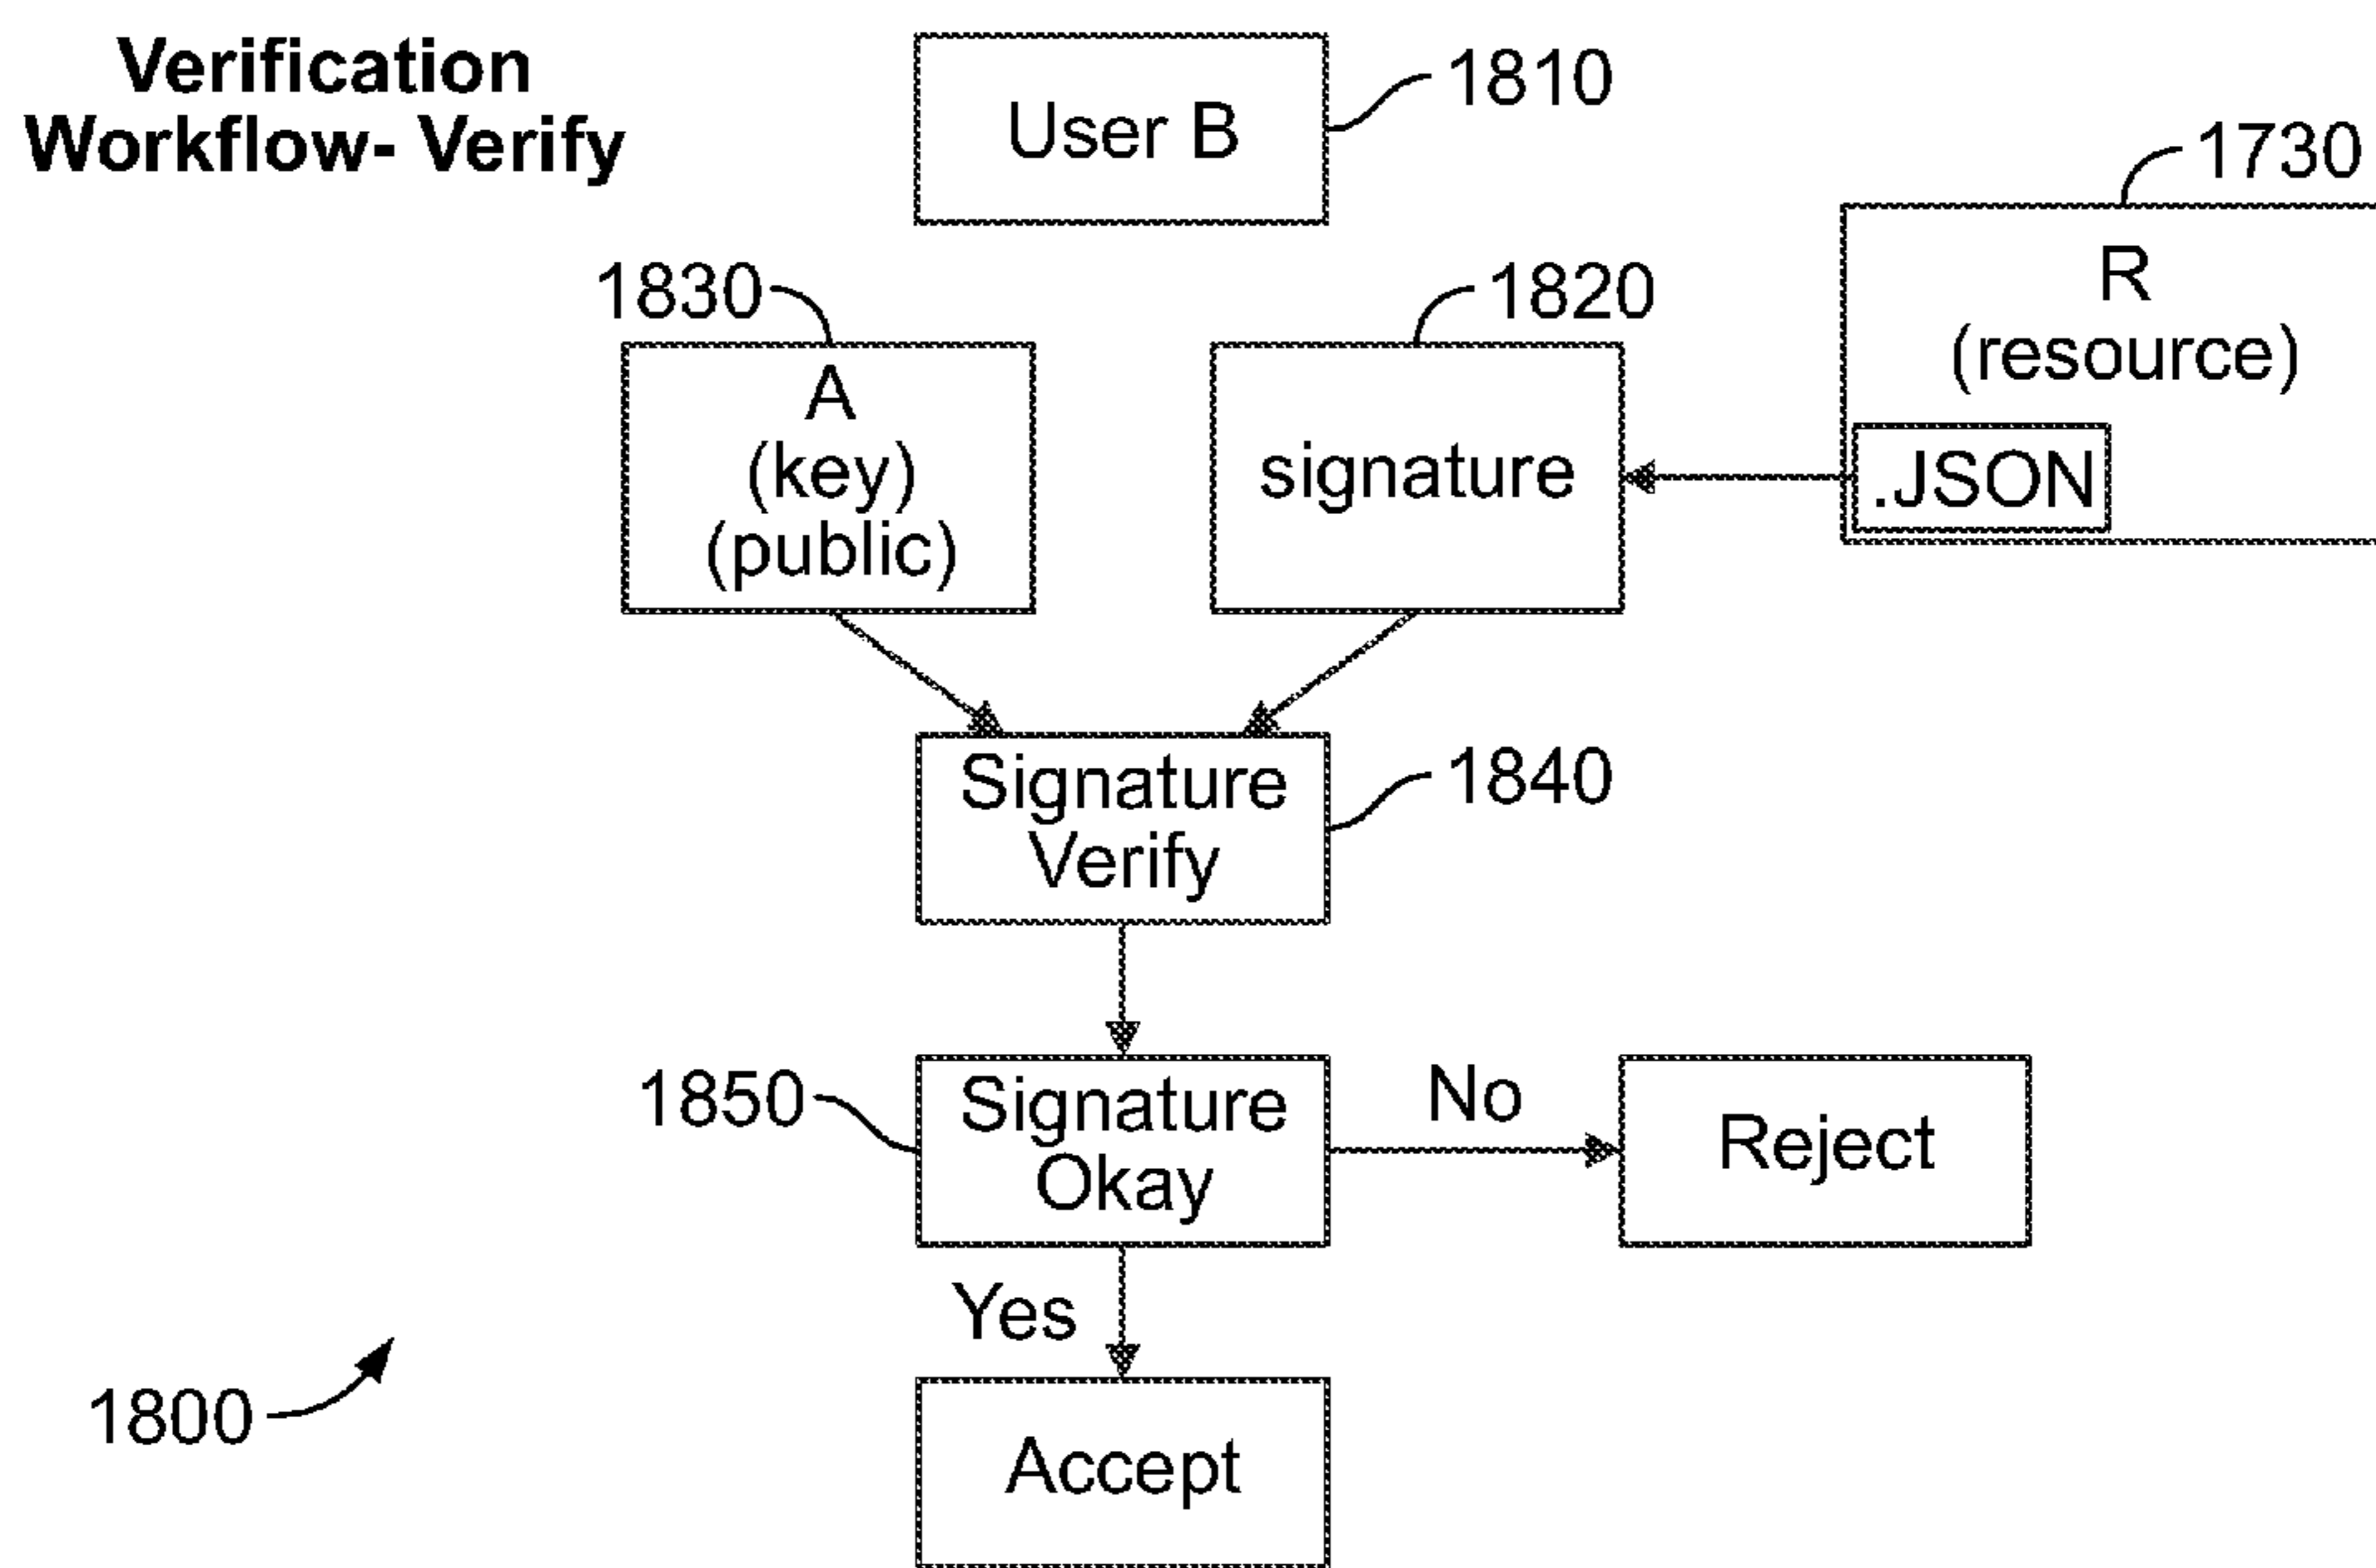 Verification
Workflow- Verify
User B
1810
1730
R
(resource)
.JSON
1830
1820
A
(key)
(public)
signature
Signature
Verify
1840
1850
Signature
Okay
No
Reject
Yes
1800
Accept